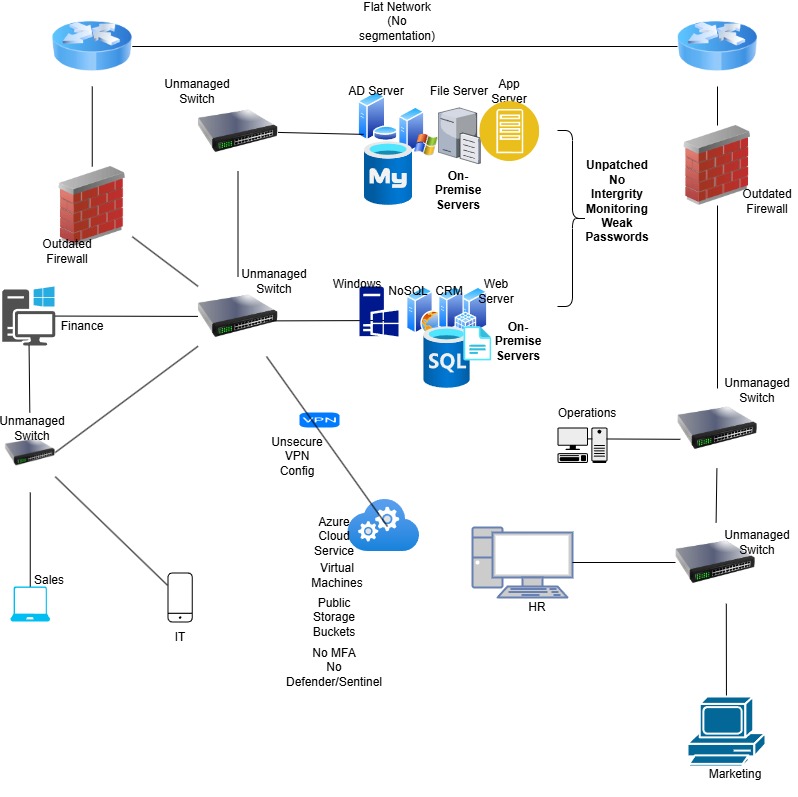 Flat Network
(No
segmentation)
Unmanaged
Switch
AD Server
File Server
App
Server
My
On-
Premise
Servers
Unpatched
No
Intergrity
Monitoring
Weak
Passwords
Outdated
Firewall
Outdated
Firewall
Unmanaged
Switch
Windows
NoSQL
CRM
Web
Server
SQL
On-
Premise
Servers
Finance
Unmanaged
Switch
VPN
Unsecure
VPN
Config
Operations
Unmanaged
Switch
Azure
Cloud
Service
Virtual
Machines
Public
Storage
Buckets
No MFA
No
Defender/Sentinel
Unmanaged
Switch
HR
Sales
IT
Marketing